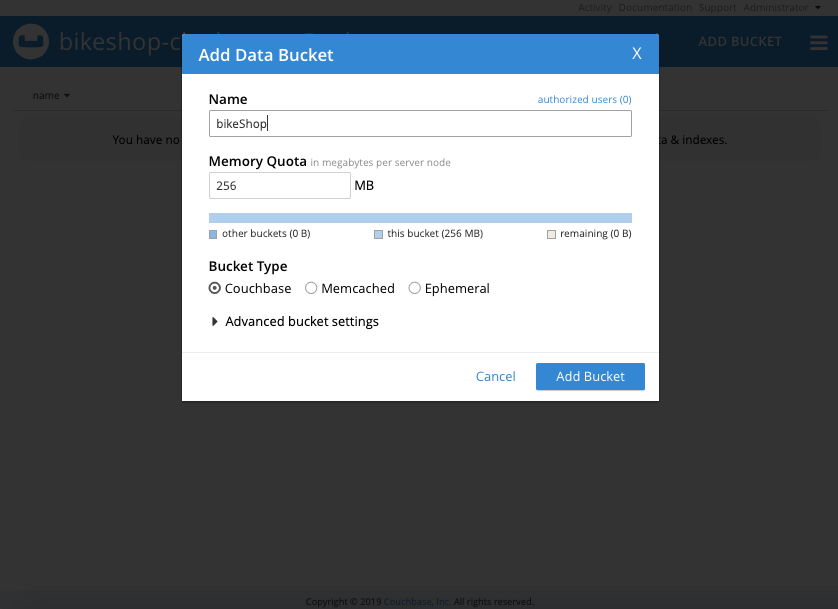 Activity Documentation Support Administrator
bikeshop-c
ADD BUCKET
Add Data Bucket X
name
Name authorized users (0)
bikeShop
You have no
ta & indexes.
Memory Quota in megabytes per server node
256 MB
other buckets (0 B) this bucket (256 MB) remaining (0 B)
Bucket Type
Couchbase Memcached Ephemeral
Advanced bucket settings
Cancel Add Bucket
Copyright © 2019 Couchbase, Inc. All rights reserved.